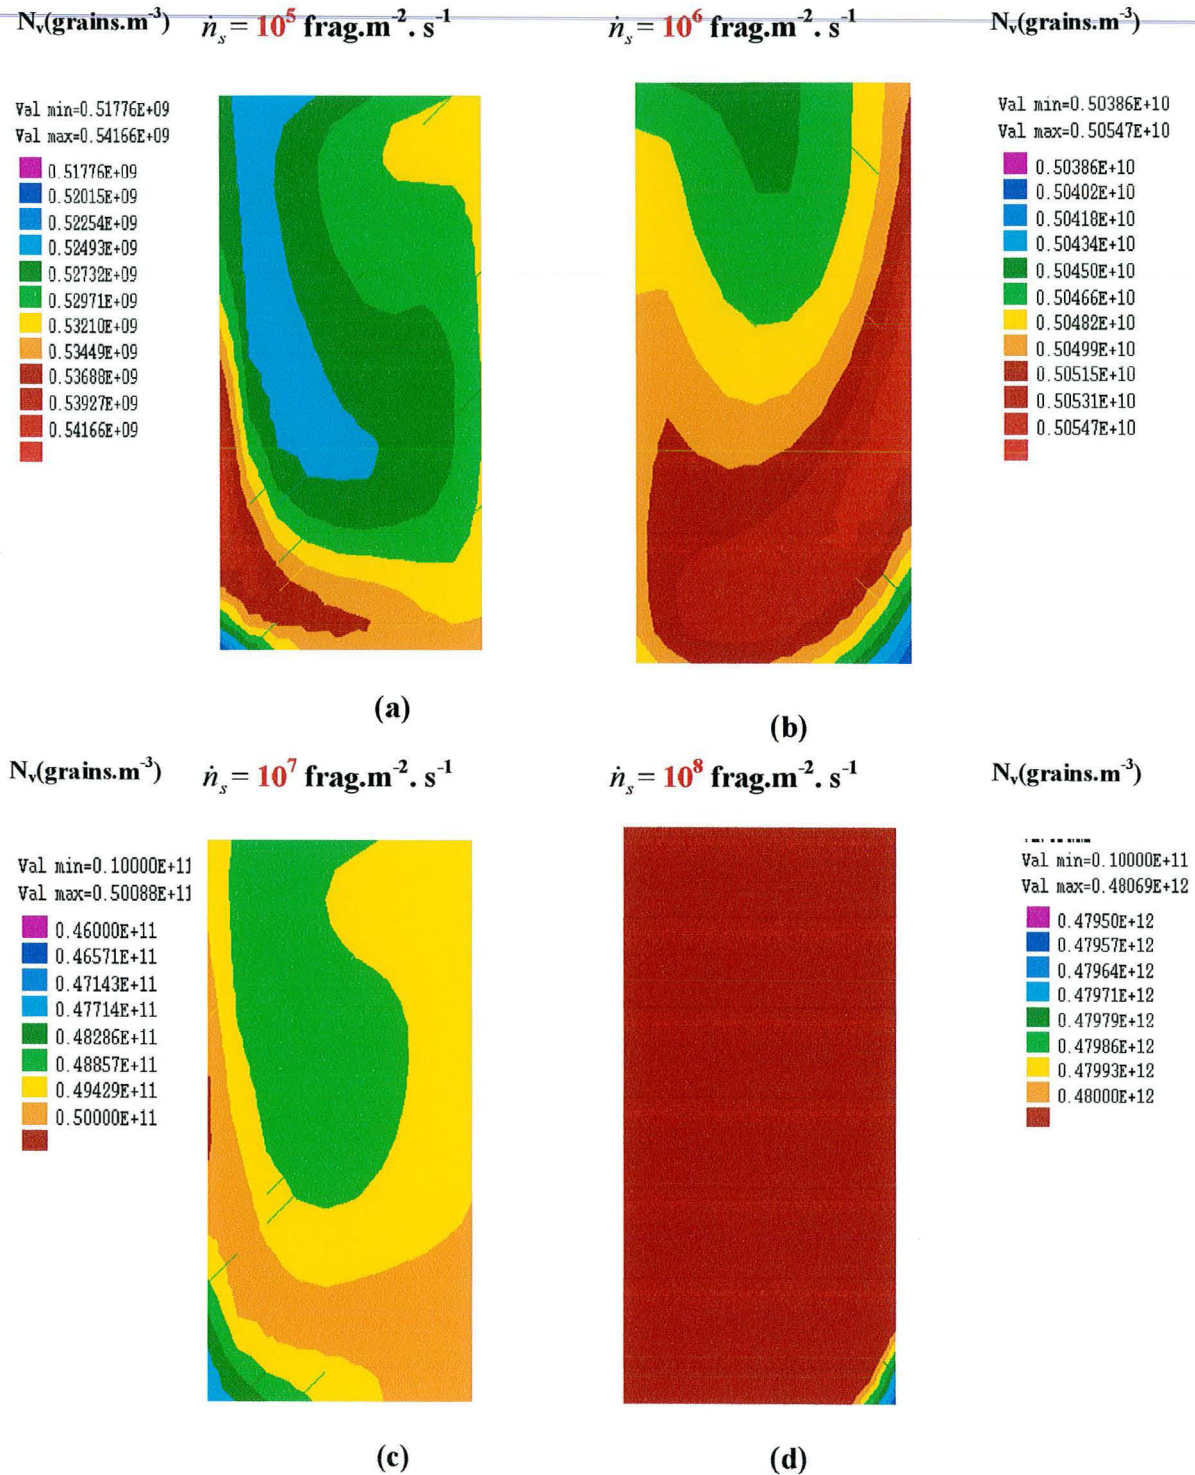 Nᵥ(grains.m⁻³) ṅₛ = 10⁵ frag.m⁻². s⁻¹ ṅₛ = 10⁶ frag.m⁻². s⁻¹ Nᵥ(grains.m⁻³)
Val min=0.51776E+09
Val max=0.54166E+09
0.51776E+09
0.52015E+09
0.52254E+09
0.52493E+09
0.52732E+09
0.52971E+09
0.53210E+09
0.53449E+09
0.53688E+09
0.53927E+09
0.54166E+09
(a)
Val min=0.50386E+10
Val max=0.50547E+10
0.50386E+10
0.50402E+10
0.50418E+10
0.50434E+10
0.50450E+10
0.50466E+10
0.50482E+10
0.50499E+10
0.50515E+10
0.50531E+10
0.50547E+10
(b)
Nᵥ(grains.m⁻³) ṅₛ = 10⁷ frag.m⁻². s⁻¹ ṅₛ = 10⁸ frag.m⁻². s⁻¹ Nᵥ(grains.m⁻³)
Val min=0.10000E+11
Val max=0.50088E+11
0.46000E+11
0.46571E+11
0.47143E+11
0.47714E+11
0.48286E+11
0.48857E+11
0.49429E+11
0.50000E+11
(c)
Val min=0.10000E+11
Val max=0.48069E+12
0.47950E+12
0.47957E+12
0.47964E+12
0.47971E+12
0.47979E+12
0.47986E+12
0.47993E+12
0.48000E+12
(d)